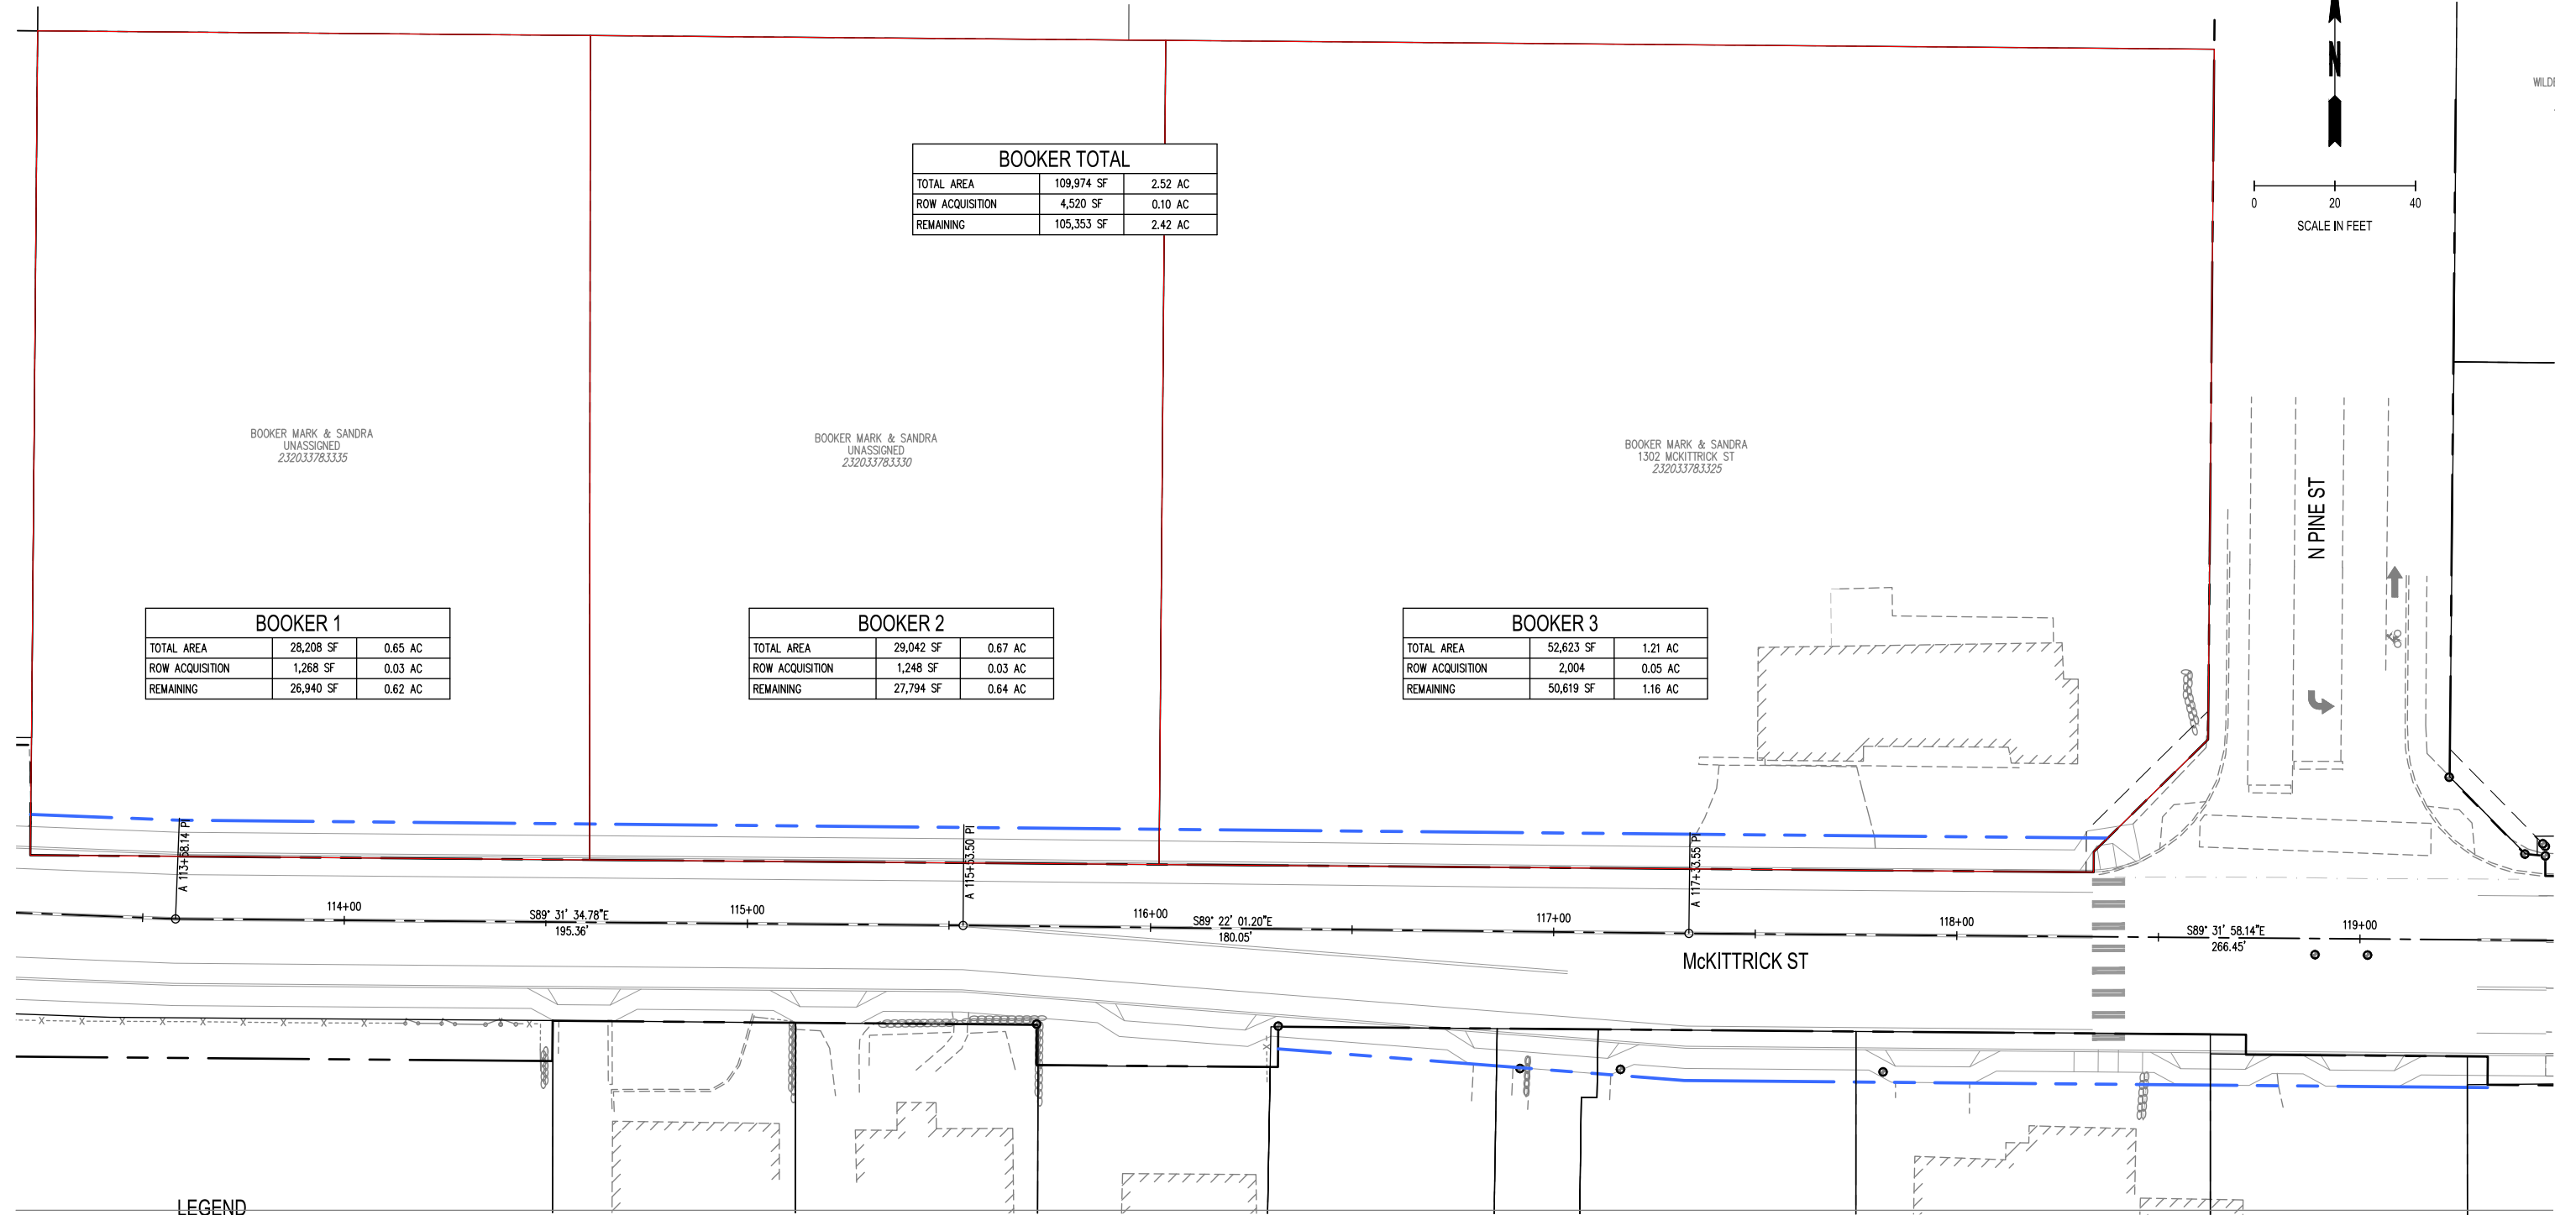 N
WILD
0 20 40
SCALE IN FEET
BOOKER TOTAL
TOTAL AREA 109,974 SF 2.52 AC
ROW ACQUISITION 4,520 SF 0.10 AC
REMAINING 105,353 SF 2.42 AC
BOOKER MARK & SANDRA
UNASSIGNED
232033783335
BOOKER MARK & SANDRA
UNASSIGNED
232033783330
BOOKER MARK & SANDRA
1302 MCKITTRICK ST
232033783325
N PINE ST
BOOKER 1
TOTAL AREA 28,208 SF 0.65 AC
ROW ACQUISITION 1,268 SF 0.03 AC
REMAINING 26,940 SF 0.62 AC
BOOKER 2
TOTAL AREA 29,042 SF 0.67 AC
ROW ACQUISITION 1,248 SF 0.03 AC
REMAINING 27,794 SF 0.64 AC
BOOKER 3
TOTAL AREA 52,623 SF 1.21 AC
ROW ACQUISITION 2,004 0.05 AC
REMAINING 50,619 SF 1.16 AC
A 113+58.14 PI
A 115+53.50 PI
A 117+33.55 PI
114+00
S89° 31' 34.78"E
195.36'
115+00
116+00
S89° 22' 01.20"E
180.05'
117+00
118+00
S89° 31' 58.14"E
266.45'
119+00
McKITTRICK ST
X X X X X X X X X X
X
LEGEND